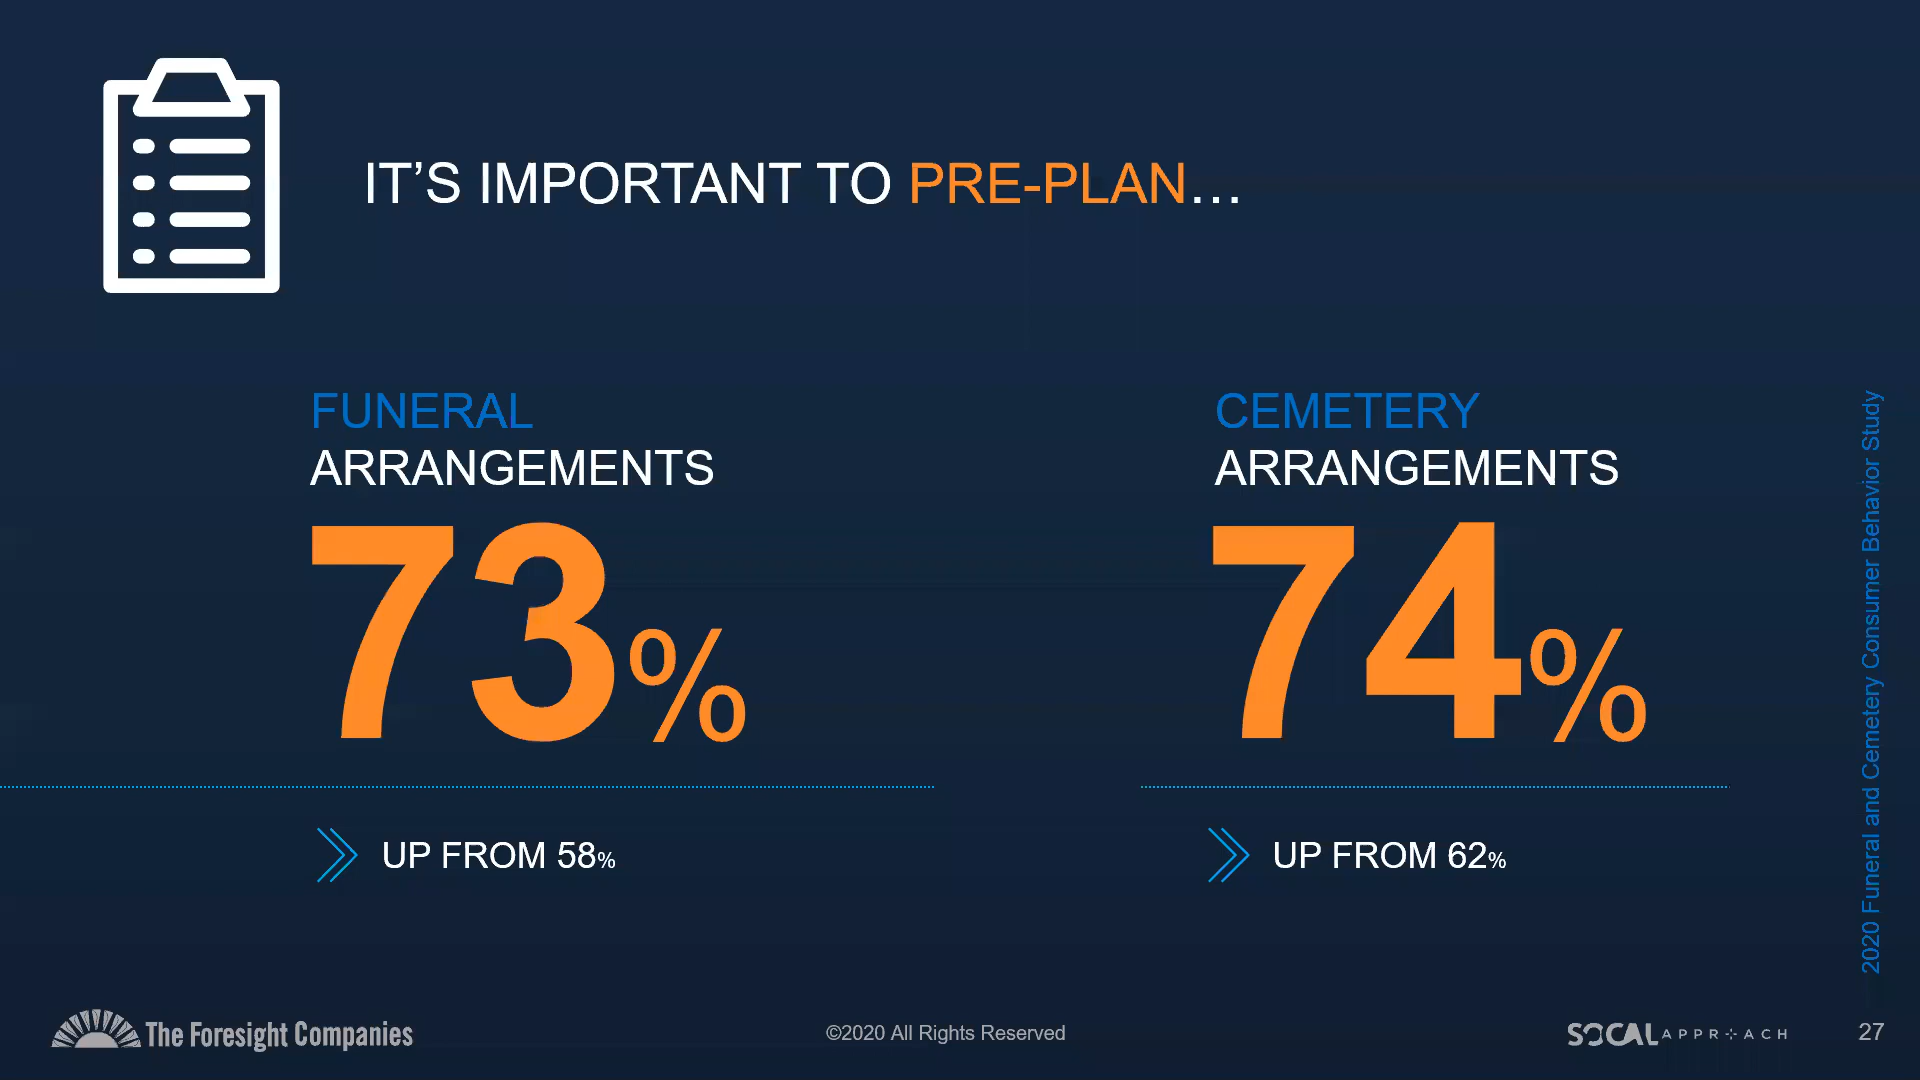 IT’S IMPORTANT TO PRE-PLAN…
FUNERAL
ARRANGEMENTS
73%
UP FROM 58%
CEMETERY
ARRANGEMENTS
74%
UP FROM 62%
2020 Funeral and Cemetery Consumer Behavior Study
The Foresight Companies
©2020 All Rights Reserved
SOCAL APPROACH
27